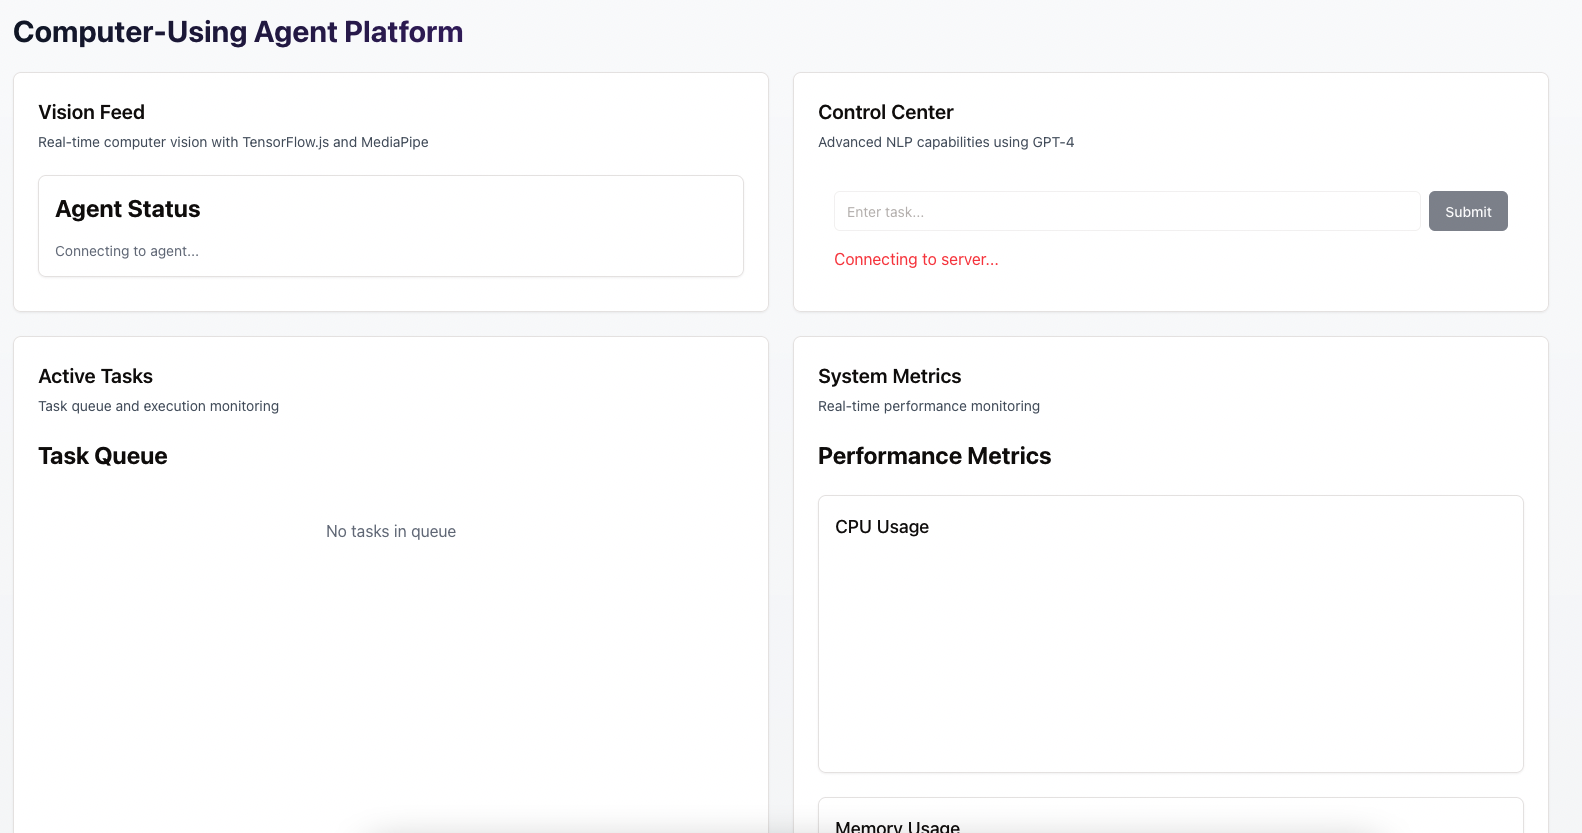 Computer-Using Agent Platform
Vision Feed
Real-time computer vision with TensorFlow.js and MediaPipe
Agent Status
Connecting to agent...
Control Center
Advanced NLP capabilities using GPT-4
Enter task...
Submit
Connecting to server...
Active Tasks
Task queue and execution monitoring
Task Queue
No tasks in queue
System Metrics
Real-time performance monitoring
Performance Metrics
CPU Usage
Memory Usage